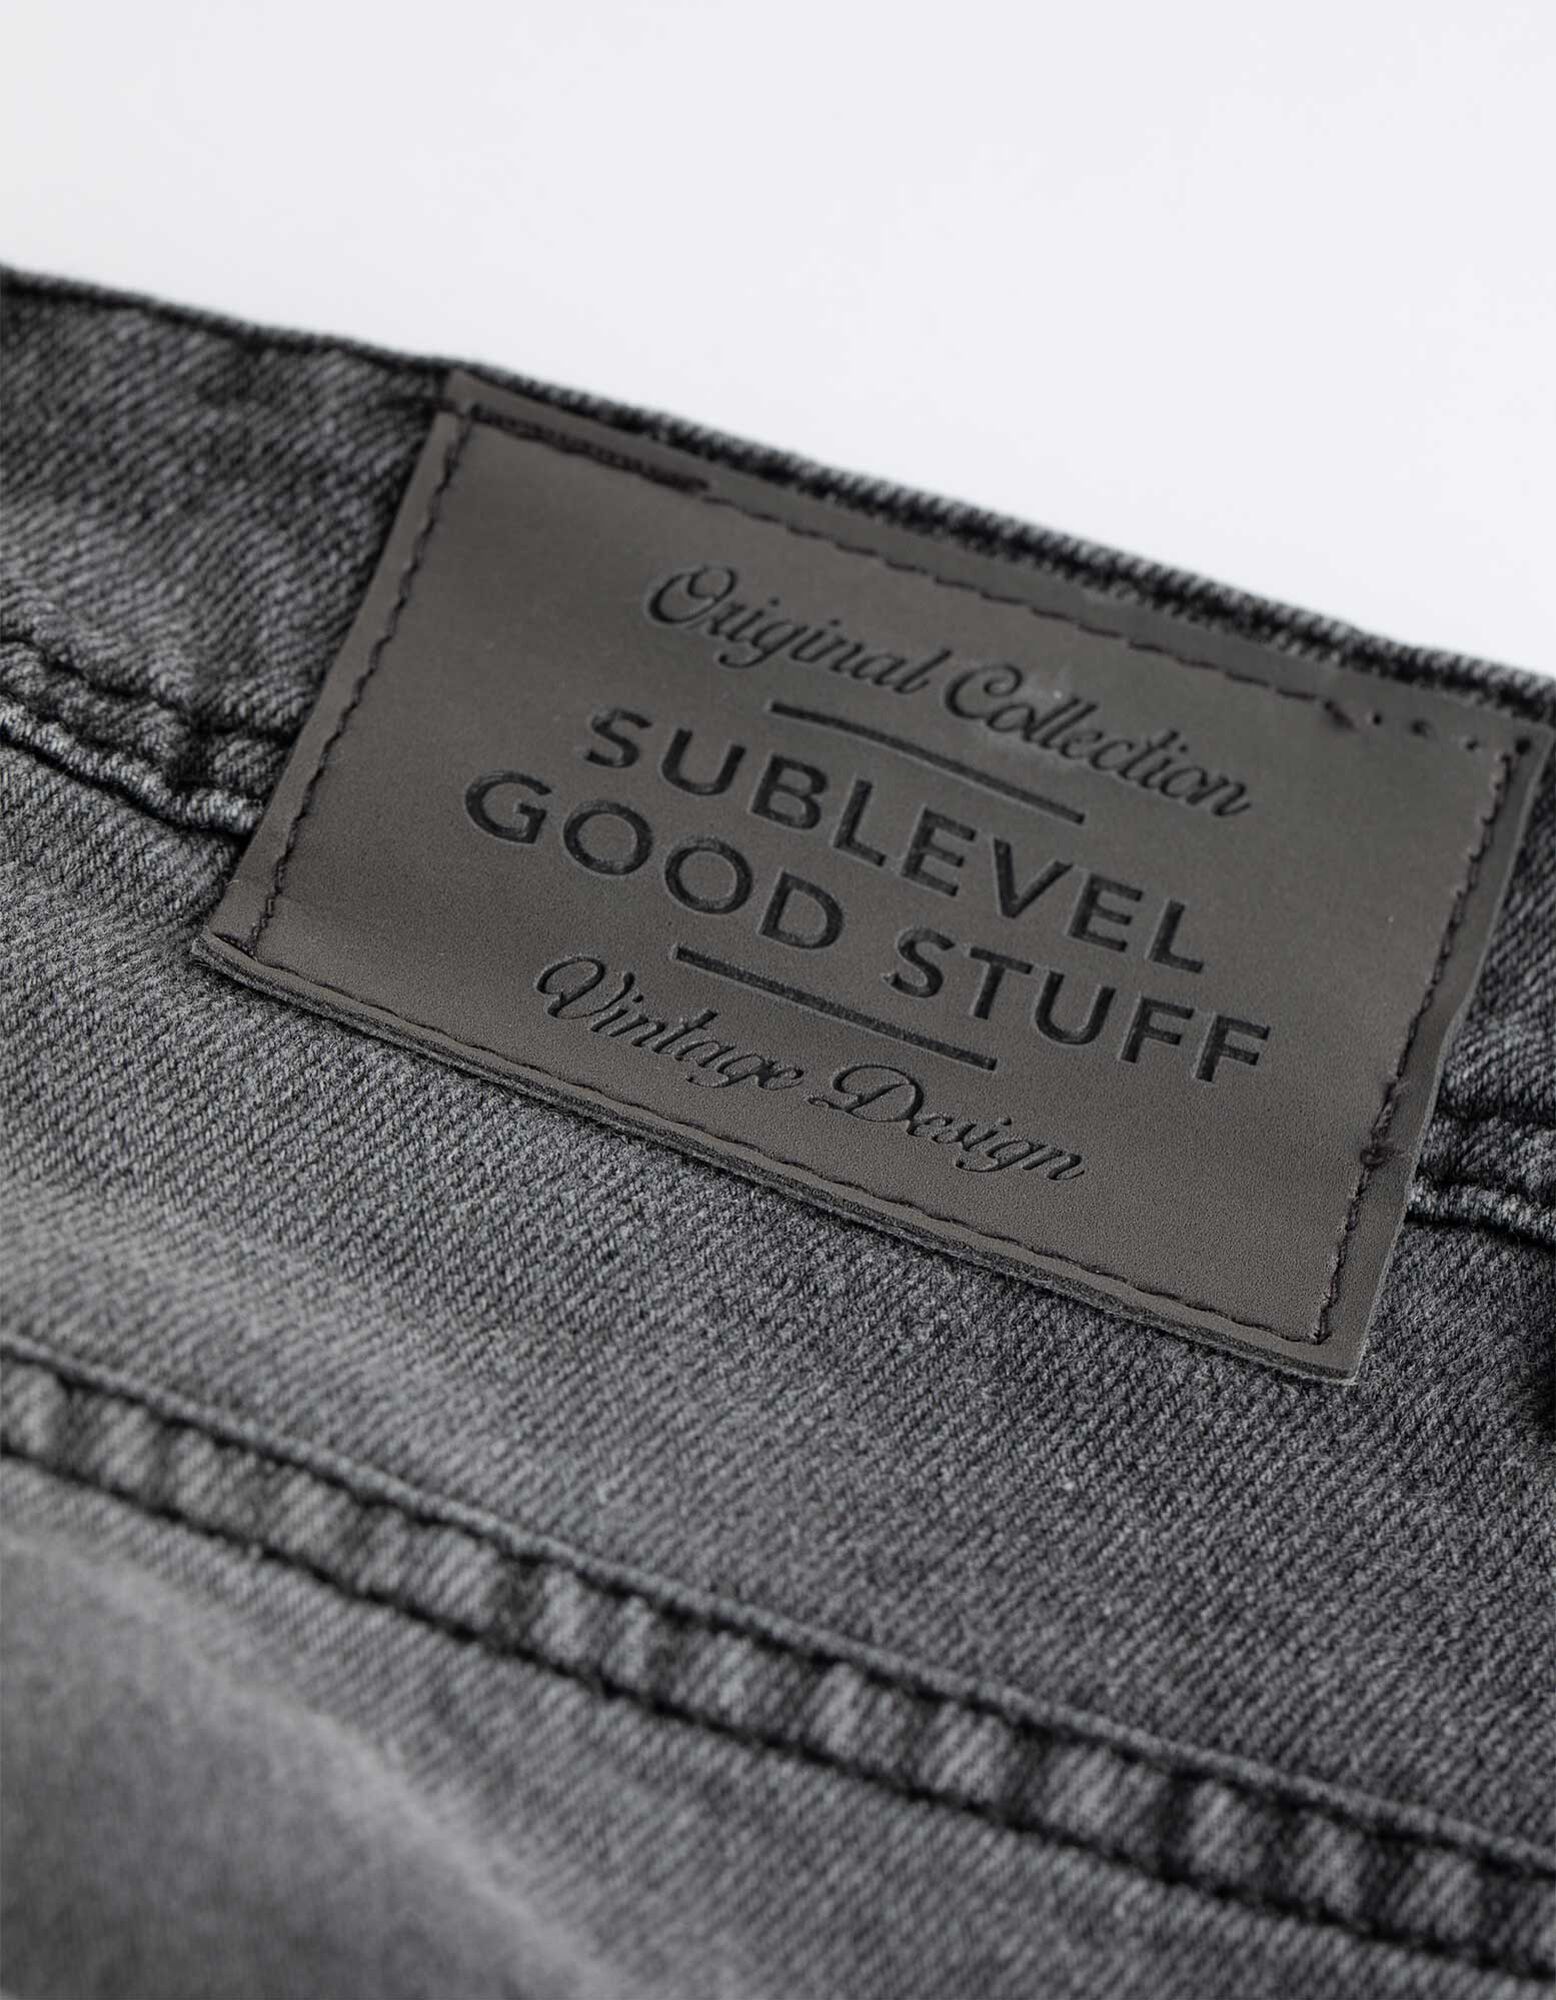 Original Collection
SUBLEVEL
GOOD STUFF
Vintage Design